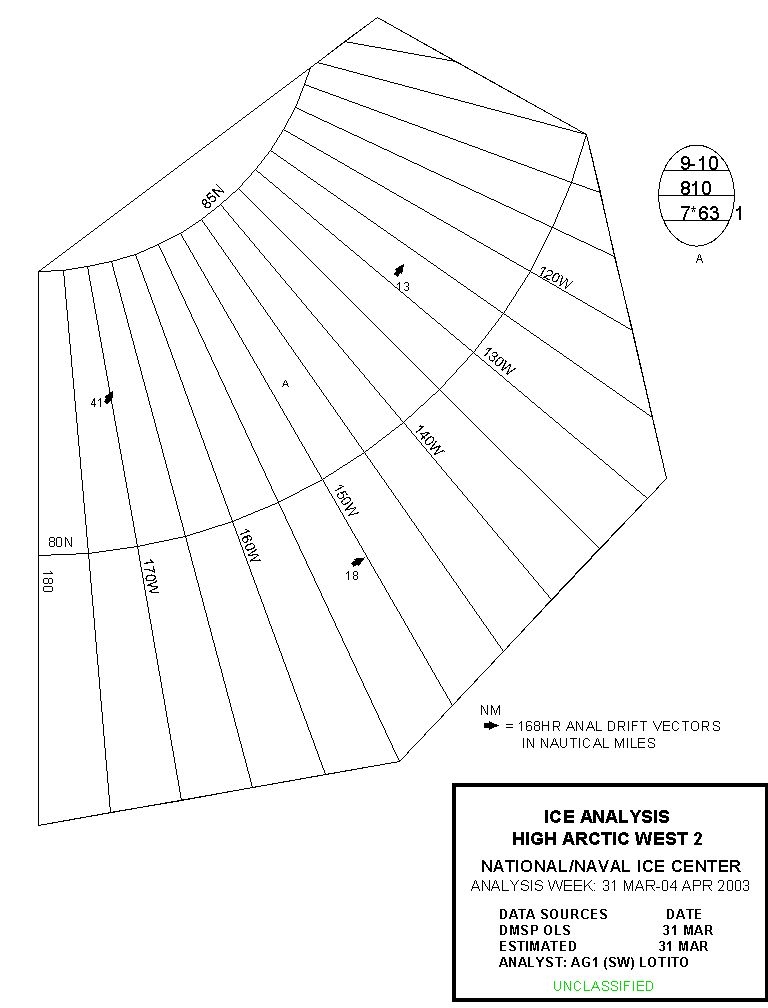 9-10
810
7*63 1
A
85N
120W
13
130W
A
41
140W
150W
80N
160W
170W
180
18
NM
= 168HR ANAL DRIFT VECTORS
IN NAUTICAL MILES
ICE ANALYSIS
HIGH ARCTIC WEST 2
NATIONAL/NAVAL ICE CENTER
ANALYSIS WEEK: 31 MAR-04 APR 2003
DATA SOURCES DATE
DMSP OLS 31 MAR
ESTIMATED 31 MAR
ANALYST: AG1 (SW) LOTITO
UNCLASSIFIED